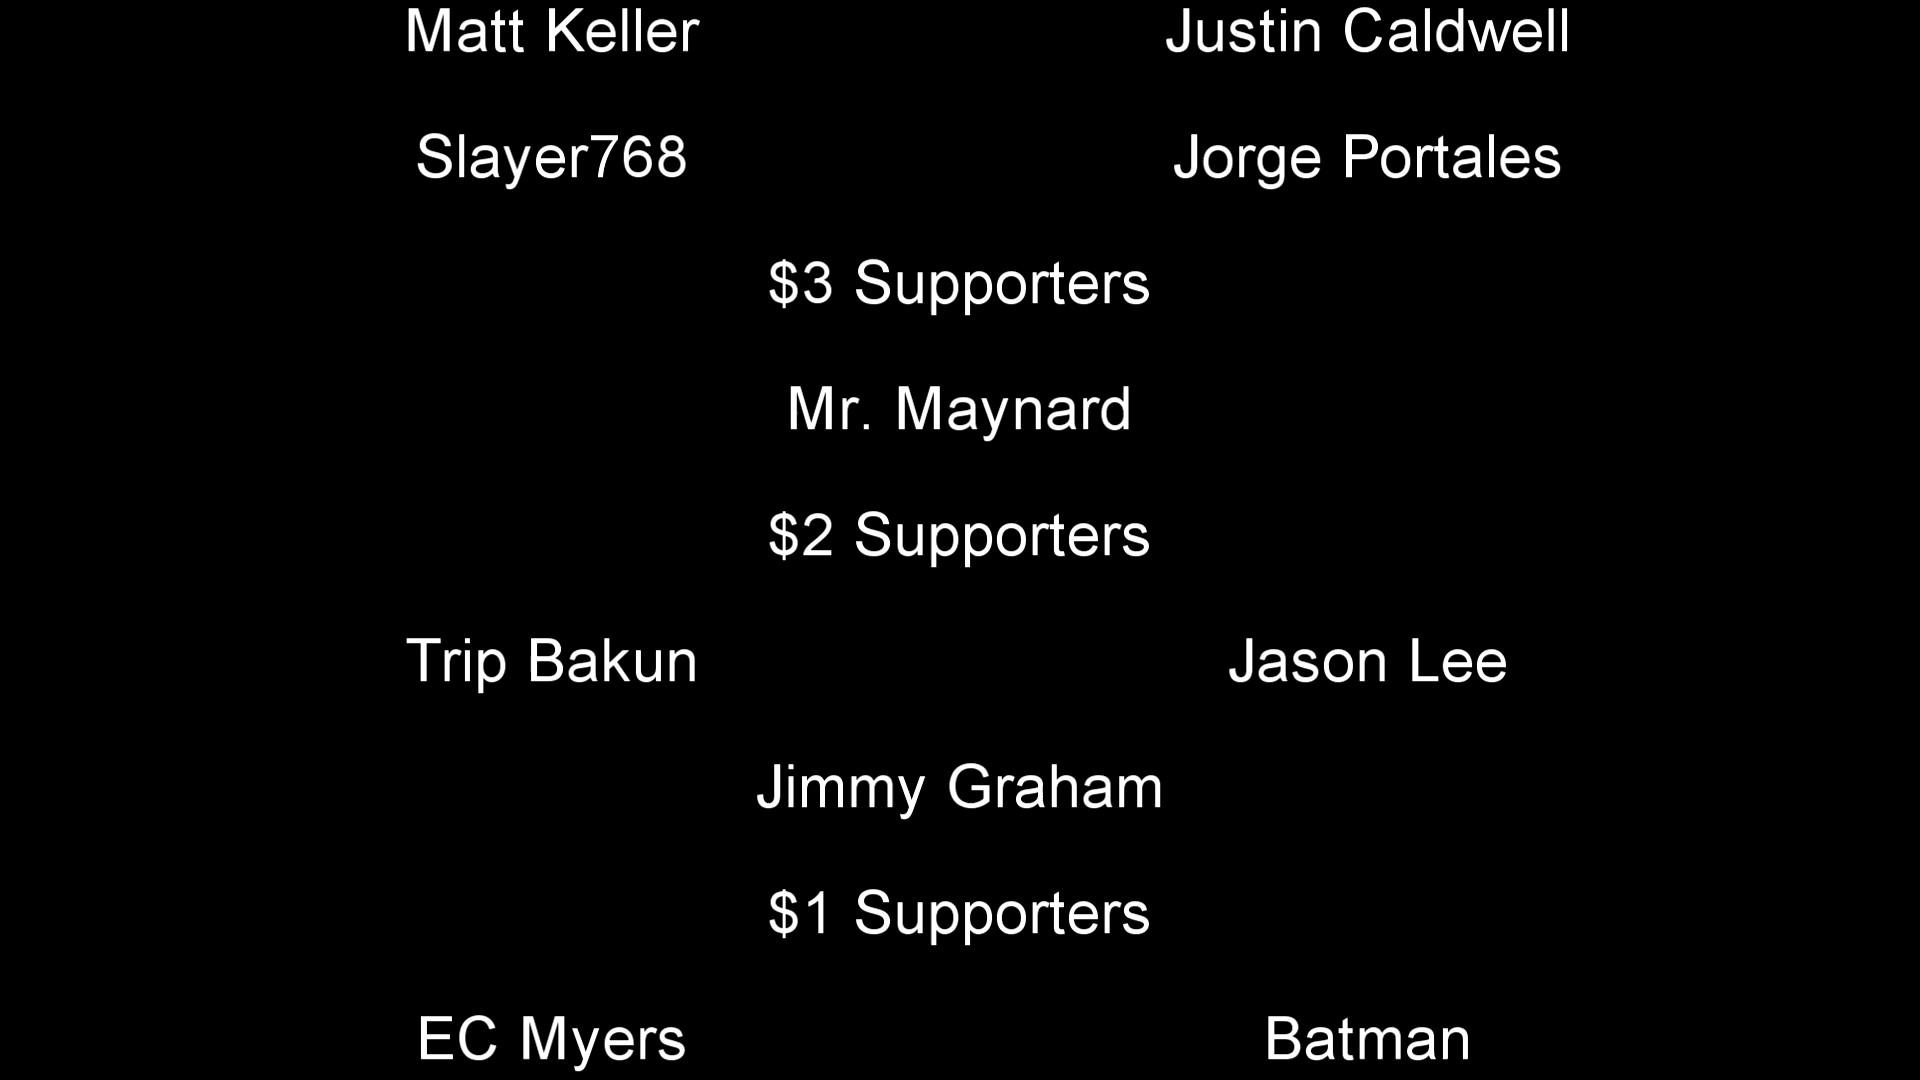 Matt Keller Justin Caldwell
Slayer768 Jorge Portales
$3 Supporters
Mr. Maynard
$2 Supporters
Trip Bakun Jason Lee
Jimmy Graham
$1 Supporters
EC Myers Batman